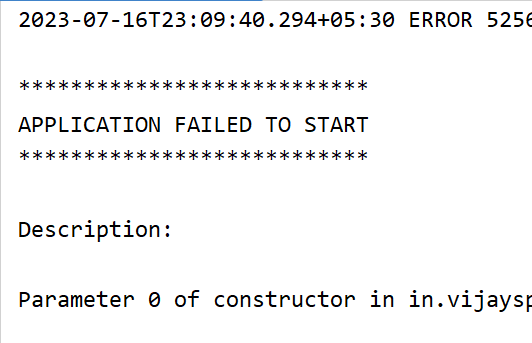 2023-07-16T23:09:40.294+05:30 ERROR 5256
***************************
APPLICATION FAILED TO START
***************************
Description:
Parameter 0 of constructor in in.vijaysp